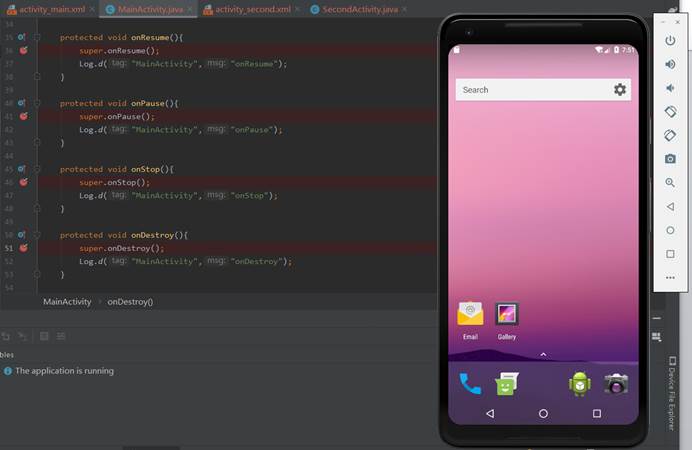 activity_main.xml
MainActivity.java
activity_second.xml
SecondActivity.java
34
35 protected void onResume(){
36 super.onResume();
37 Log.d( tag: "MainActivity", msg: "onResume");
38 }
39
40 protected void onPause(){
41 super.onPause();
42 Log.d( tag: "MainActivity", msg: "onPause");
43 }
44
45 protected void onStop(){
46 super.onStop();
47 Log.d( tag: "MainActivity", msg: "onStop");
48 }
49
50 protected void onDestroy(){
51 super.onDestroy();
52 Log.d( tag: "MainActivity", msg: "onDestroy");
53 }
54
MainActivity > onDestroy()
bles
The application is running
7:51
Search
Email
Gallery
Device File Explorer